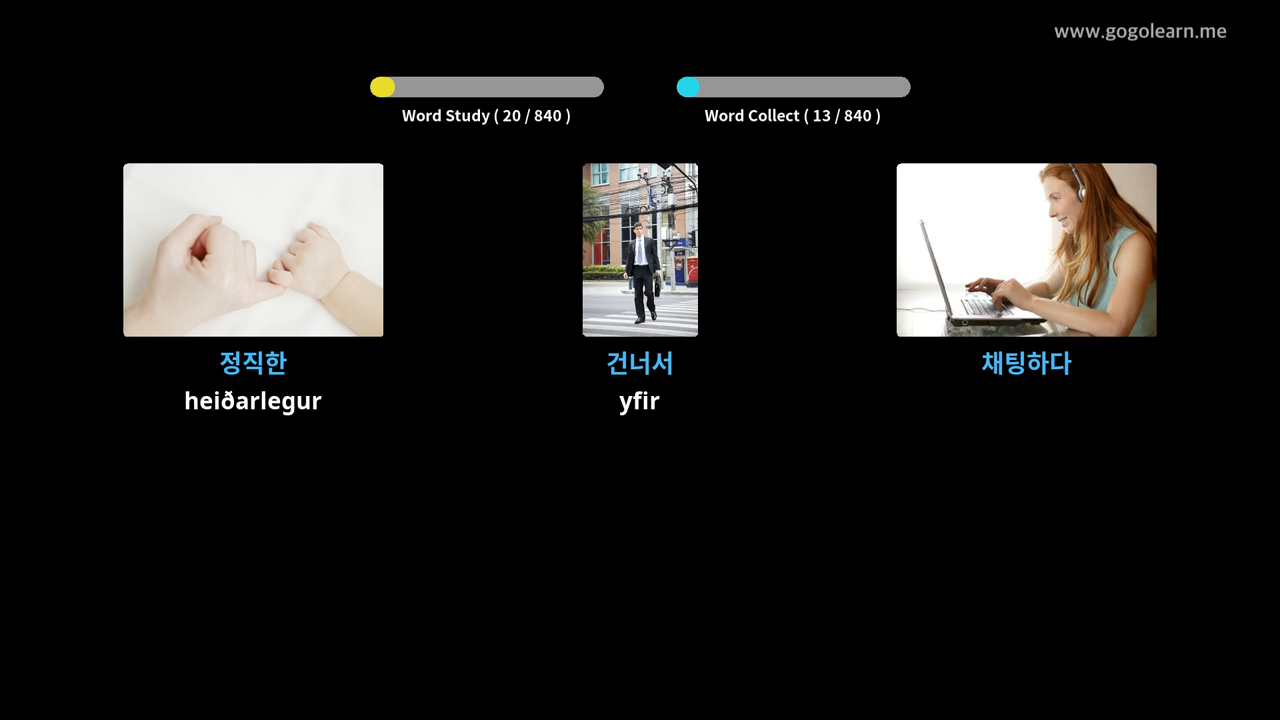 www.gogolearn.me
Word Study ( 20 / 840 )
Word Collect ( 13 / 840 )
정직한
건너서
채팅하다
heiðarlegur
yfir